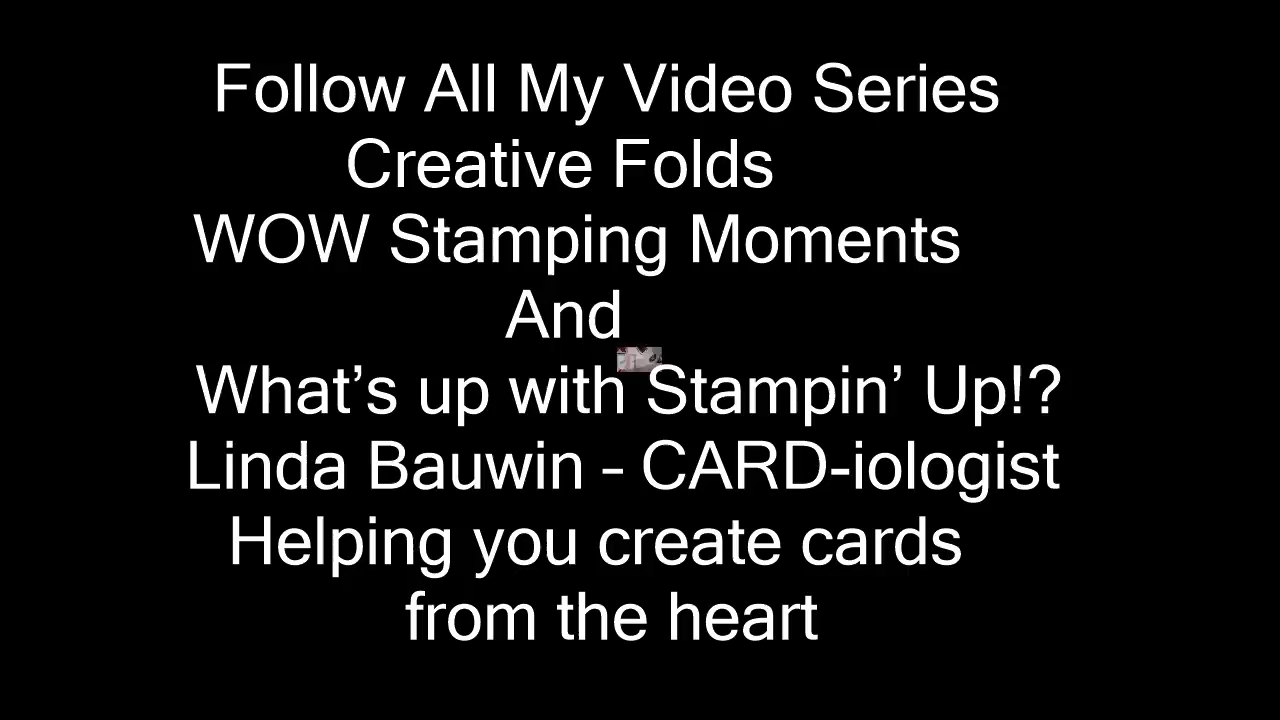 Follow All My Video Series
Creative Folds
WOW Stamping Moments
And
What’s up with Stampin’ Up!?
Linda Bauwin – CARD-iologist
Helping you create cards
from the heart